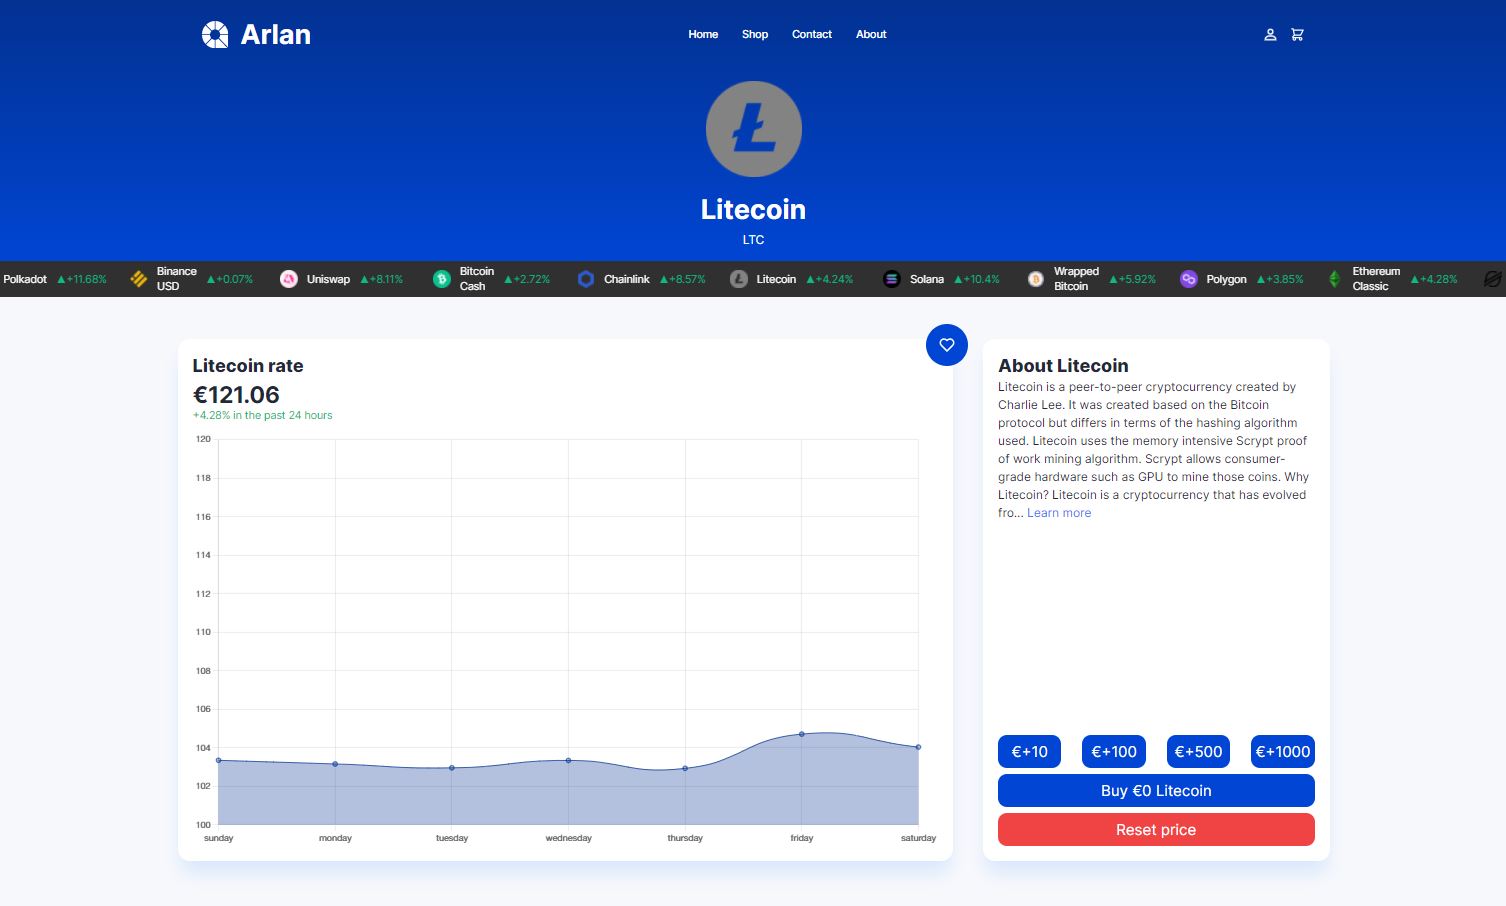 Arlan
Home Shop Contact About
Litecoin
LTC
Polkadot ▲+11.68% Binance USD ▲+0.07% Uniswap ▲+8.11% Bitcoin Cash ▲+2.72% Chainlink ▲+8.57% Litecoin ▲+4.24% Solana ▲+10.4% Wrapped Bitcoin ▲+5.92% Polygon ▲+3.85% Ethereum Classic ▲+4.28%
Litecoin rate
€121.06
+4.28% in the past 24 hours
120
118
116
114
112
110
108
106
104
102
100
sunday monday tuesday wednesday thursday friday saturday
About Litecoin
Litecoin is a peer-to-peer cryptocurrency created by
Charlie Lee. It was created based on the Bitcoin
protocol but differs in terms of the hashing algorithm
used. Litecoin uses the memory intensive Scrypt proof
of work mining algorithm. Scrypt allows consumer-
grade hardware such as GPU to mine those coins. Why
Litecoin? Litecoin is a cryptocurrency that has evolved
fro... Learn more
€+10 €+100 €+500 €+1000
Buy €0 Litecoin
Reset price